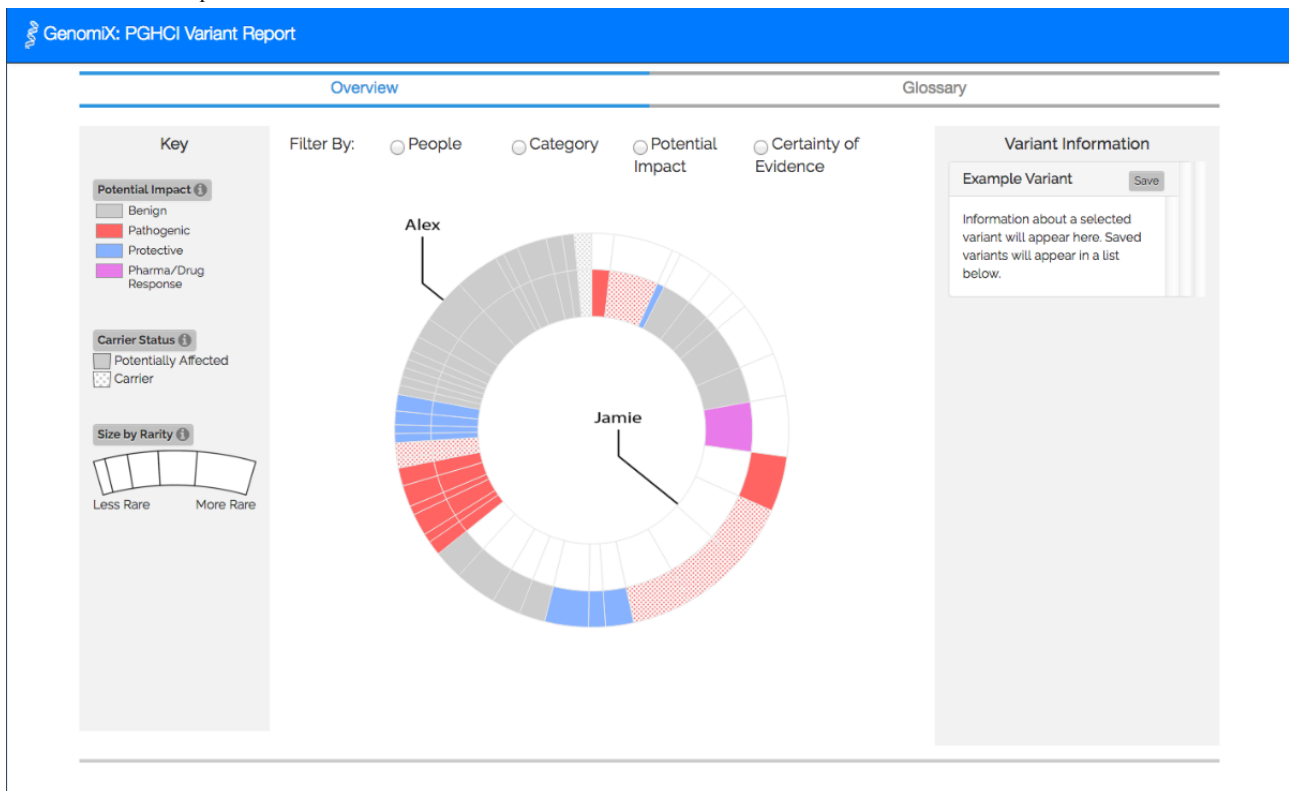 GenomiX: PGHCI Variant Report
Overview
Glossary
Key
Potential Impact
Benign
Pathogenic
Protective
Pharma/Drug
Response
Carrier Status
Potentially Affected
Carrier
Size by Rarity
Less Rare
More Rare
Filter By:
People
Category
Potential
Impact
Certainty of
Evidence
Alex
Jamie
Variant Information
Example Variant
Save
Information about a selected
variant will appear here. Saved
variants will appear in a list
below.